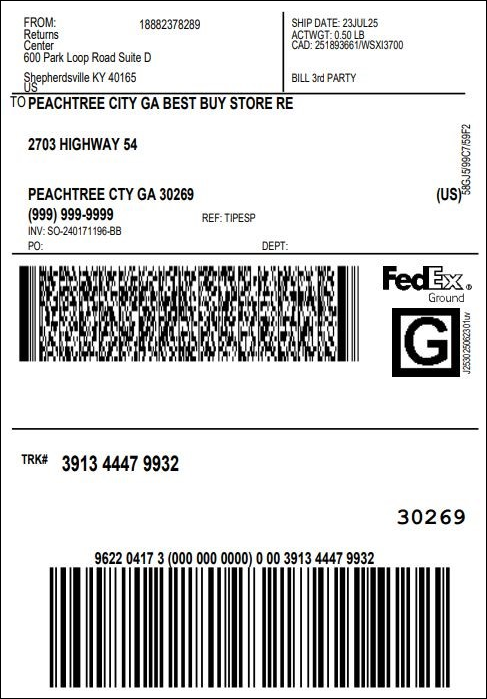 FROM: 18882378289
Returns
Center
600 Park Loop Road Suite D
Shepherdsville KY 40165
US
SHIP DATE: 23JUL25
ACTWGT: 0.50 LB
CAD: 251893661/WSXI3700
BILL 3rd PARTY
TO PEACHTREE CITY GA BEST BUY STORE RE
2703 HIGHWAY 54
PEACHTREE CTY GA 30269 (US)
(999) 999-9999 REF: TIPESP
INV: SO-240171196-BB
PO: DEPT:
58GJ5/99C7/59F2
FedEx®
Ground
G
J253025062301uv
TRK# 3913 4447 9932
30269
9622 0417 3 (000 000 0000) 0 00 3913 4447 9932